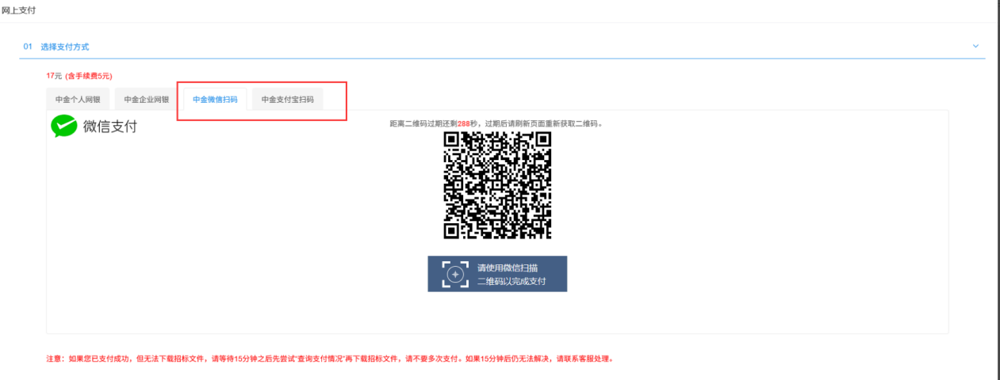 网上支付
01 选择支付方式
17元 (含手续费5元)
中金个人网银 中金企业网银 中金微信扫码 中金支付宝扫码
微信支付
距离二维码过期还剩288秒，过期后请刷新页面重新获取二维码。
请使用微信扫描
二维码以完成支付
注意：如果您已支付成功，但无法下载招标文件，请等待15分钟之后先尝试“查询支付情况”再下载招标文件，请不要多次支付。如果15分钟后仍无法解决，请联系客服处理。